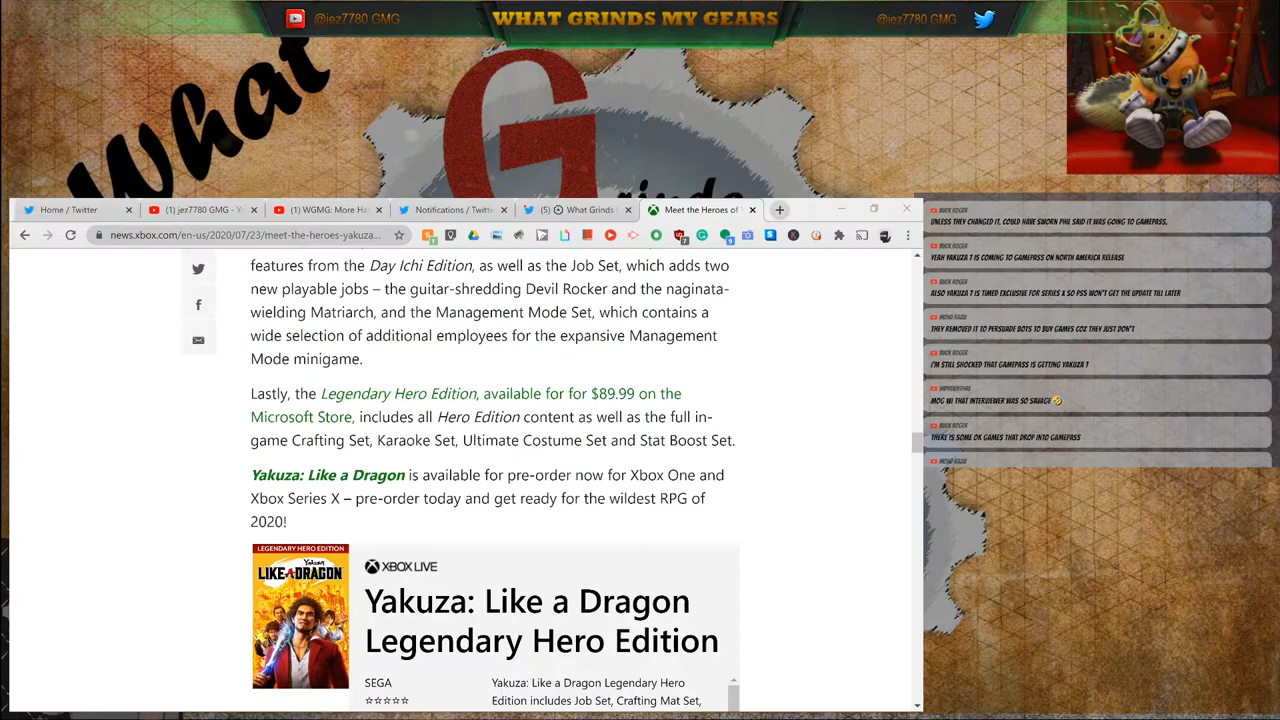 @jez7780 GMG
WHAT GRINDS MY GEARS
@jez7780 GMG
What
G
Home / Twitter
(1) jez7780 GMG - Y
(1) WGMG: More Ha
Notifications / Twitte
(5) What Grinds
Meet the Heroes of
news.xbox.com/en-us/2020/07/23/meet-the-heroes-yakuza...
features from the Day Ichi Edition, as well as the Job Set, which adds two
new playable jobs – the guitar-shredding Devil Rocker and the naginata-
wielding Matriarch, and the Management Mode Set, which contains a
wide selection of additional employees for the expansive Management
Mode minigame.
Lastly, the Legendary Hero Edition, available for for $89.99 on the
Microsoft Store, includes all Hero Edition content as well as the full in-
game Crafting Set, Karaoke Set, Ultimate Costume Set and Stat Boost Set.
Yakuza: Like a Dragon is available for pre-order now for Xbox One and
Xbox Series X – pre-order today and get ready for the wildest RPG of
2020!
LEGENDARY HERO EDITION
Yakuza
LIKE A DRAGON
XBOX LIVE
Yakuza: Like a Dragon
Legendary Hero Edition
SEGA
Yakuza: Like a Dragon Legendary Hero
Edition includes Job Set, Crafting Mat Set,
BUCK ROGER
UNLESS THEY CHANGED IT, COULD HAVE SWORN PHIL SAID IT WAS GOING TO GAMEPASS.
BUCK ROGER
YEAH YAKUZA 7 IS COMING TO GAMEPASS ON NORTH AMERICA RELEASE
BUCK ROGER
ALSO YAKUZA 7 IS TIMED EXCLUSIVE FOR SERIES X SO PS5 WON'T GET THE UPDATE TILL LATER
THEY REMOVED IT TO PERSUADE BOTS TO BUY GAMES COZ THEY JUST DON'T
BUCK ROGER
I'M STILL SHOCKED THAT GAMEPASS IS GETTING YAKUZA 7
MOG WI THAT INTERVIEWER WAS SO SAVAGE
BUCK ROGER
THERE IS SOME OK GAMES THAT DROP INTO GAMEPASS